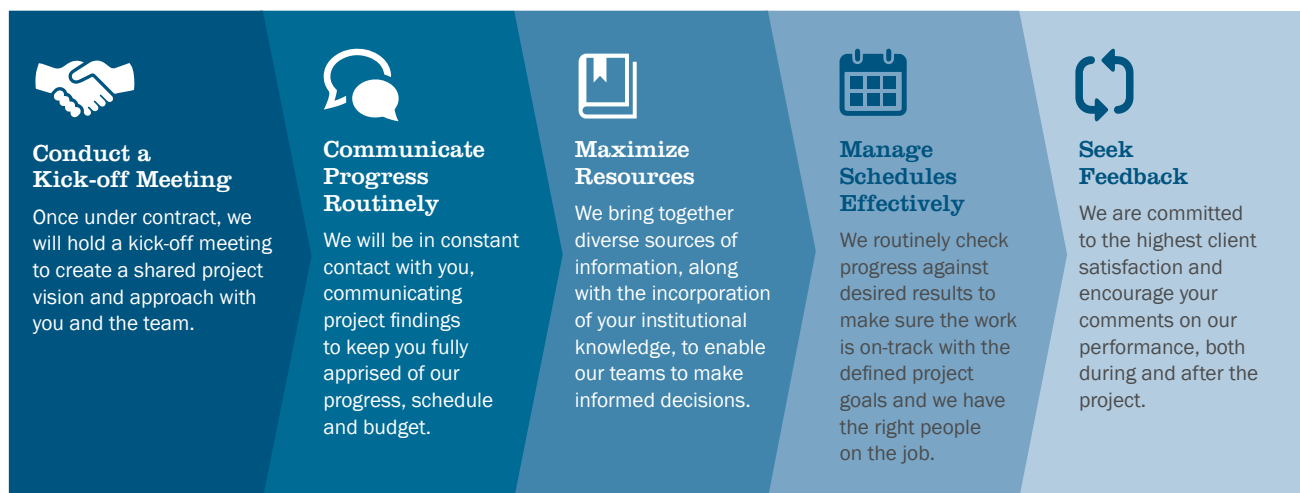 Conduct a
Kick-off Meeting
Once under contract, we
will hold a kick-off meeting
to create a shared project
vision and approach with
you and the team.
Communicate
Progress
Routinely
We will be in constant
contact with you,
communicating
project findings
to keep you fully
apprised of our
progress, schedule
and budget.
Maximize
Resources
We bring together
diverse sources of
information, along
with the incorporation
of your institutional
knowledge, to enable
our teams to make
informed decisions.
Manage
Schedules
Effectively
We routinely check
progress against
desired results to
make sure the work
is on-track with the
defined project
goals and we have
the right people
on the job.
Seek
Feedback
We are committed
to the highest client
satisfaction and
encourage your
comments on our
performance, both
during and after the
project.